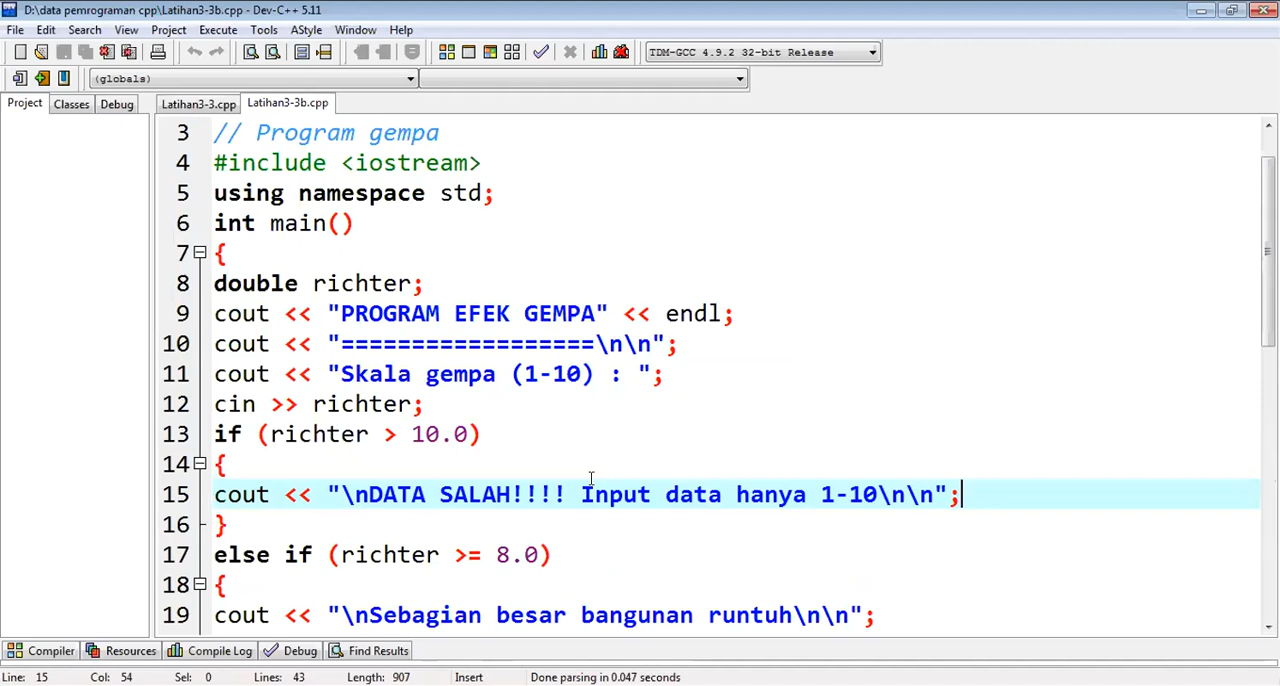 D:\data pemrograman cpp\Latihan3-3b.cpp - Dev-C++ 5.11
File Edit Search View Project Execute Tools AStyle Window Help
TDM-GCC 4.9.2 32-bit Release
(globals)
Project Classes Debug Latihan3-3.cpp Latihan3-3b.cpp
3 // Program gempa
4 #include <iostream>
5 using namespace std;
6 int main()
7 {
8 double richter;
9 cout << "PROGRAM EFEK GEMPA" << endl;
10 cout << "==================\n\n";
11 cout << "Skala gempa (1-10) : ";
12 cin >> richter;
13 if (richter > 10.0)
14 {
15 cout << "\nDATA SALAH!!!! Input data hanya 1-10\n\n";
16 }
17 else if (richter >= 8.0)
18 {
19 cout << "\nSebagian besar bangunan runtuh\n\n";
Compiler Resources Compile Log Debug Find Results
Line: 15 Col: 54 Sel: 0 Lines: 43 Length: 907 Insert Done parsing in 0.047 seconds